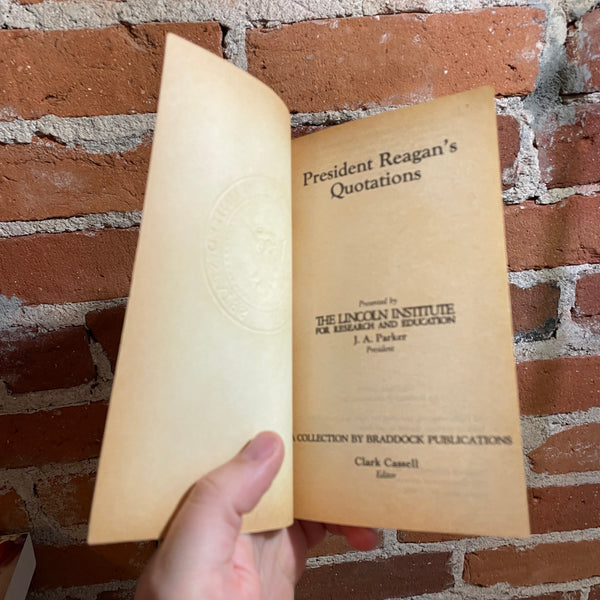 President Reagan's
Quotations
Presented by
THE LINCOLN INSTITUTE
FOR RESEARCH AND EDUCATION
J. A. Parker
President
A COLLECTION BY BRADDOCK PUBLICATIONS
Clark Cassell
Editor